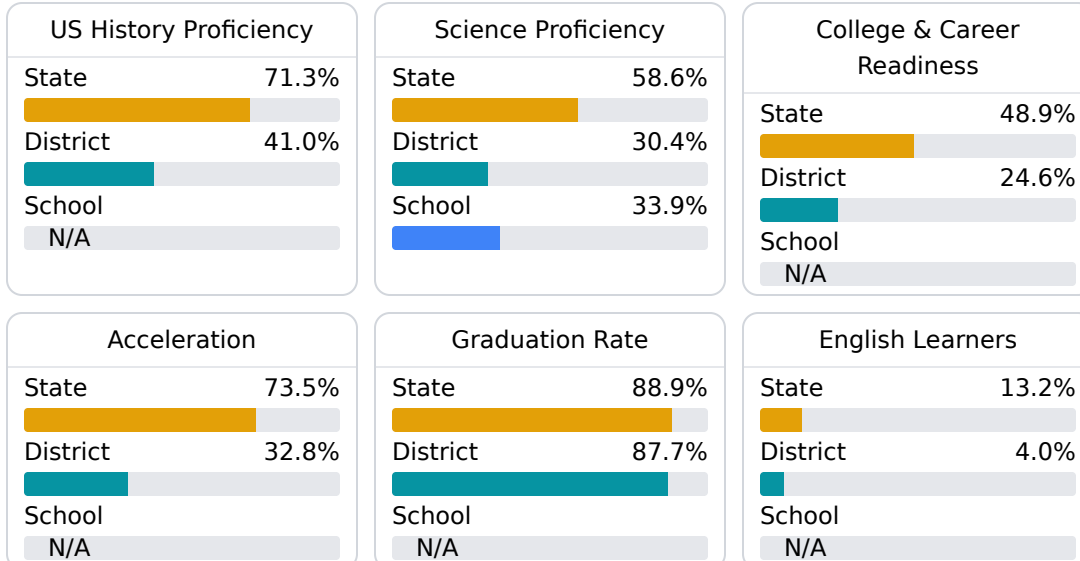 US History Proficiency
State 71.3%
District 41.0%
School
N/A
Science Proficiency
State 58.6%
District 30.4%
School 33.9%
College & Career
Readiness
State 48.9%
District 24.6%
School
N/A
Acceleration
State 73.5%
District 32.8%
School
N/A
Graduation Rate
State 88.9%
District 87.7%
School
N/A
English Learners
State 13.2%
District 4.0%
School
N/A